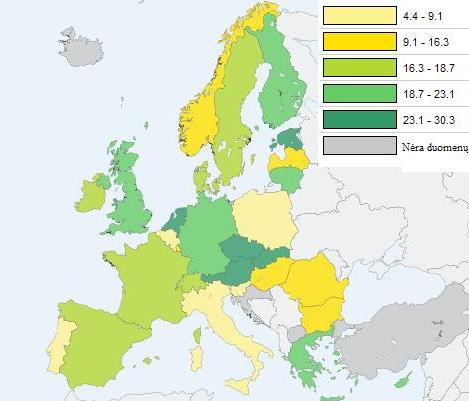 4.4 - 9.1
9.1 - 16.3
16.3 - 18.7
18.7 - 23.1
23.1 - 30.3
Nėra duomenų